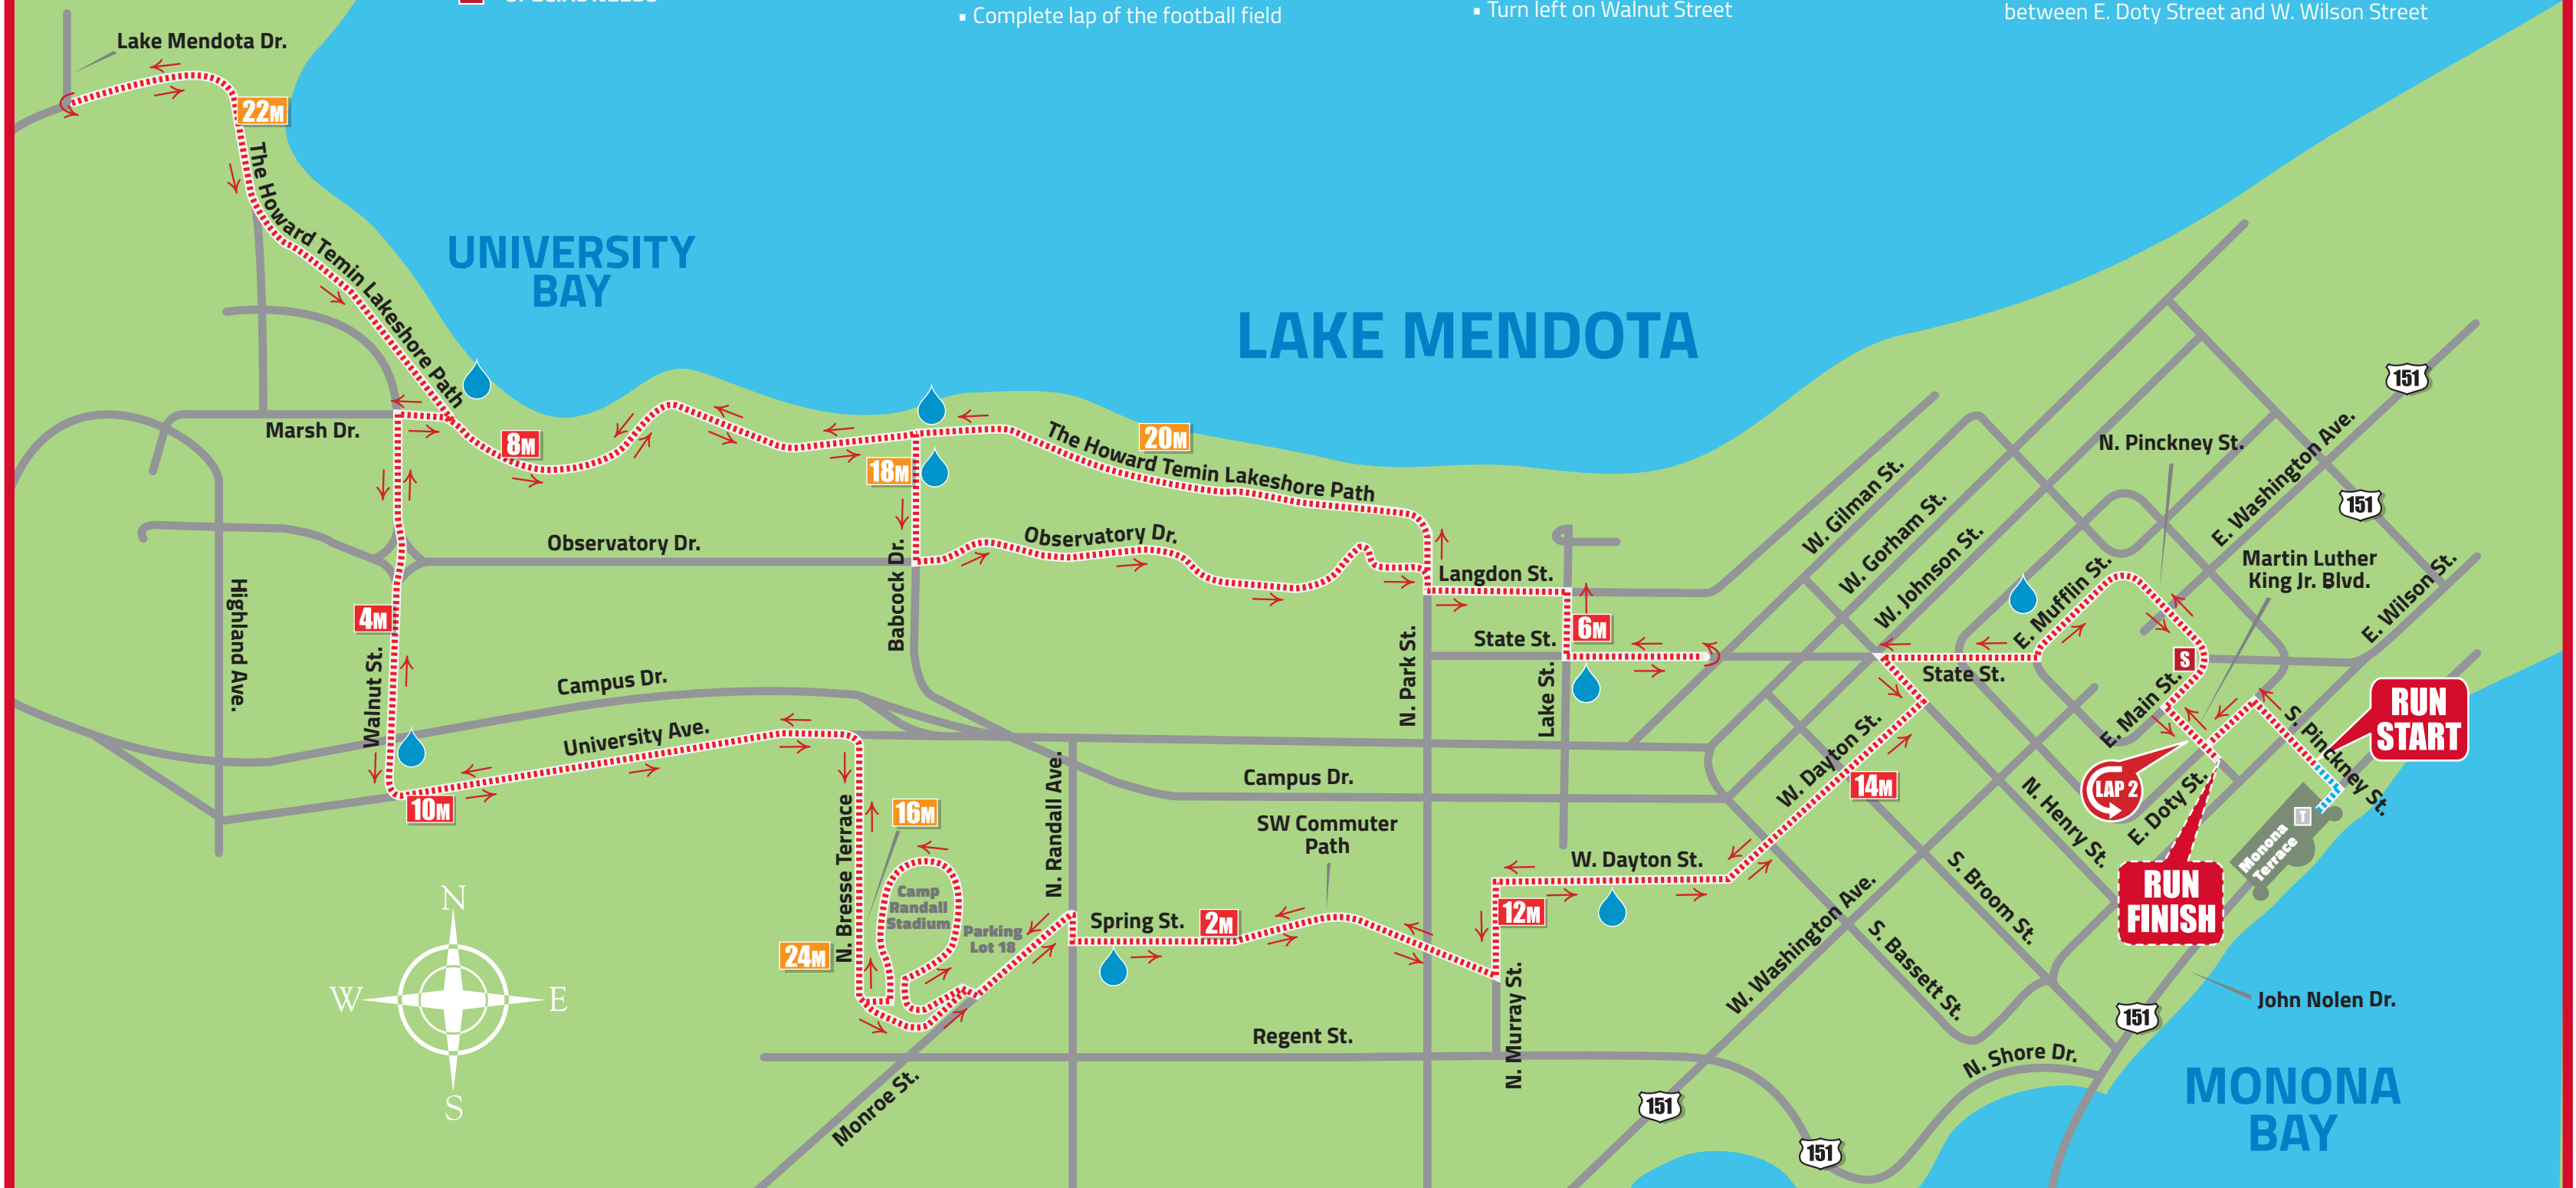 SPECIAL NEEDS
▪ Complete lap of the football field
▪ Turn left on Walnut Street
between E. Doty Street and W. Wilson Street
Lake Mendota Dr.
22M
The Howard Temin Lakeshore Path
UNIVERSITY
BAY
LAKE MENDOTA
151
Marsh Dr.
8M
18M
20M
The Howard Temin Lakeshore Path
N. Pinckney St.
E. Washington Ave.
151
W. Gilman St.
W. Gorham St.
W. Johnson St.
Observatory Dr.
Observatory Dr.
Babcock Dr.
Highland Ave.
4M
Walnut St.
Langdon St.
6M
State St.
Lake St.
N. Park St.
E. Mufflin St.
Martin Luther
King Jr. Blvd.
E. Wilson St.
S
State St.
E. Main St.
S. Pinckney St.
RUN
START
Campus Dr.
University Ave.
10M
N. Bresse Terrace
16M
Camp
Randall
Stadium
Parking
Lot 18
24M
N. Randall Ave.
Campus Dr.
SW Commuter
Path
Spring St.
2M
W. Dayton St.
14M
W. Dayton St.
12M
N. Murray St.
LAP 2
E. Doty St.
T
Monona
Terrace
N. Henry St.
S. Broom St.
S. Bassett St.
W. Washington Ave.
RUN
FINISH
John Nolen Dr.
151
N
W
E
S
Regent St.
Monroe St.
N. Shore Dr.
151
151
MONONA
BAY